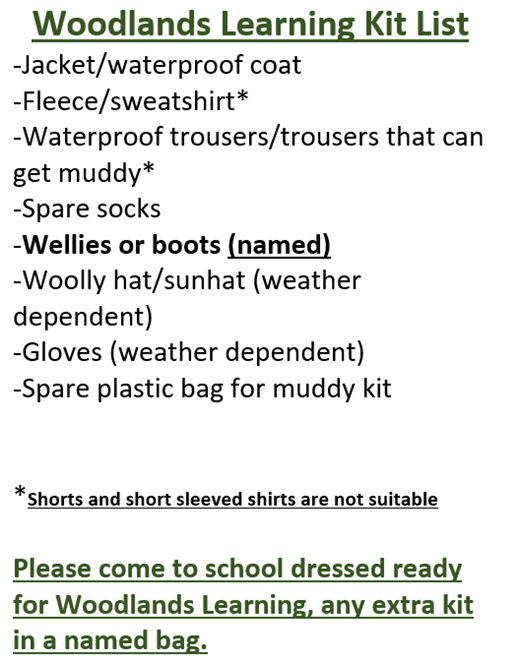 Woodlands Learning Kit List
-Jacket/waterproof coat
-Fleece/sweatshirt*
-Waterproof trousers/trousers that can
get muddy*
-Spare socks
-Wellies or boots (named)
-Woolly hat/sunhat (weather
dependent)
-Gloves (weather dependent)
-Spare plastic bag for muddy kit
*Shorts and short sleeved shirts are not suitable
Please come to school dressed ready
for Woodlands Learning, any extra kit
in a named bag.